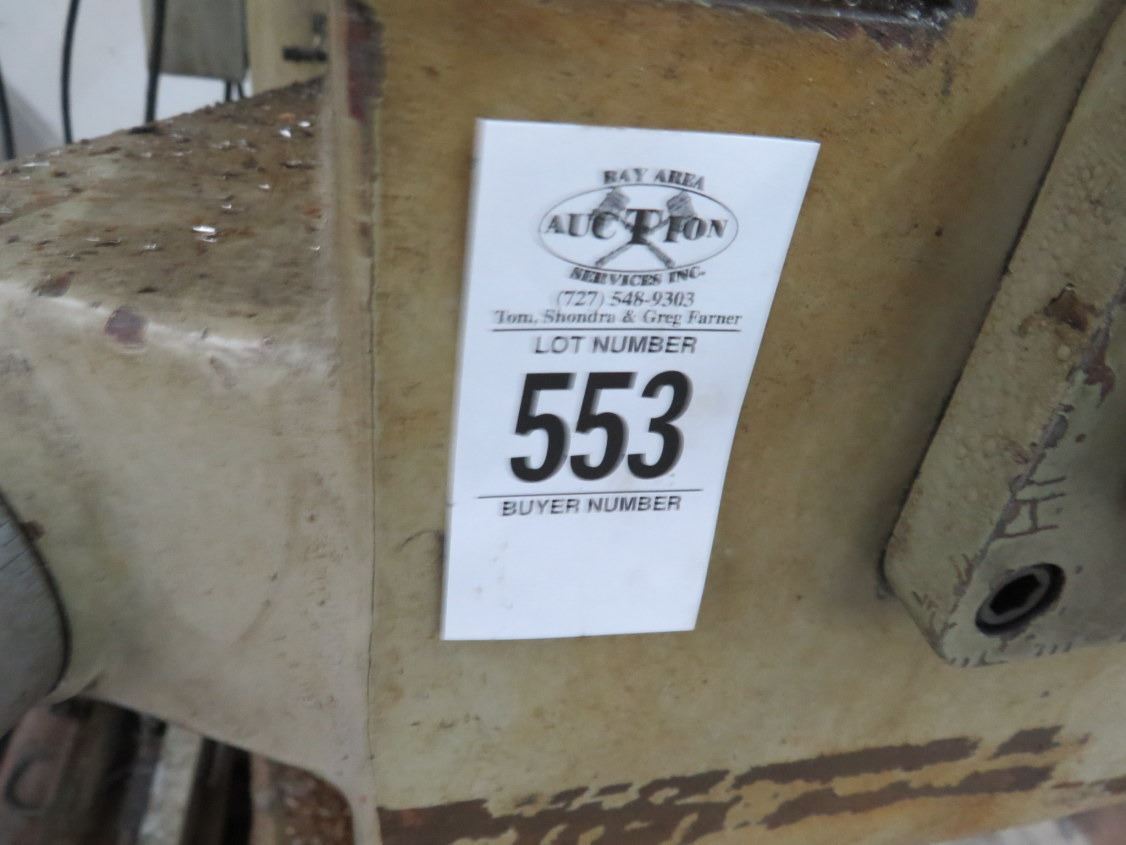 BAY AREA
AUCTION
SERVICES INC.
(727) 548-9303
Tom, Shondra & Greg Farner
LOT NUMBER
553
BUYER NUMBER